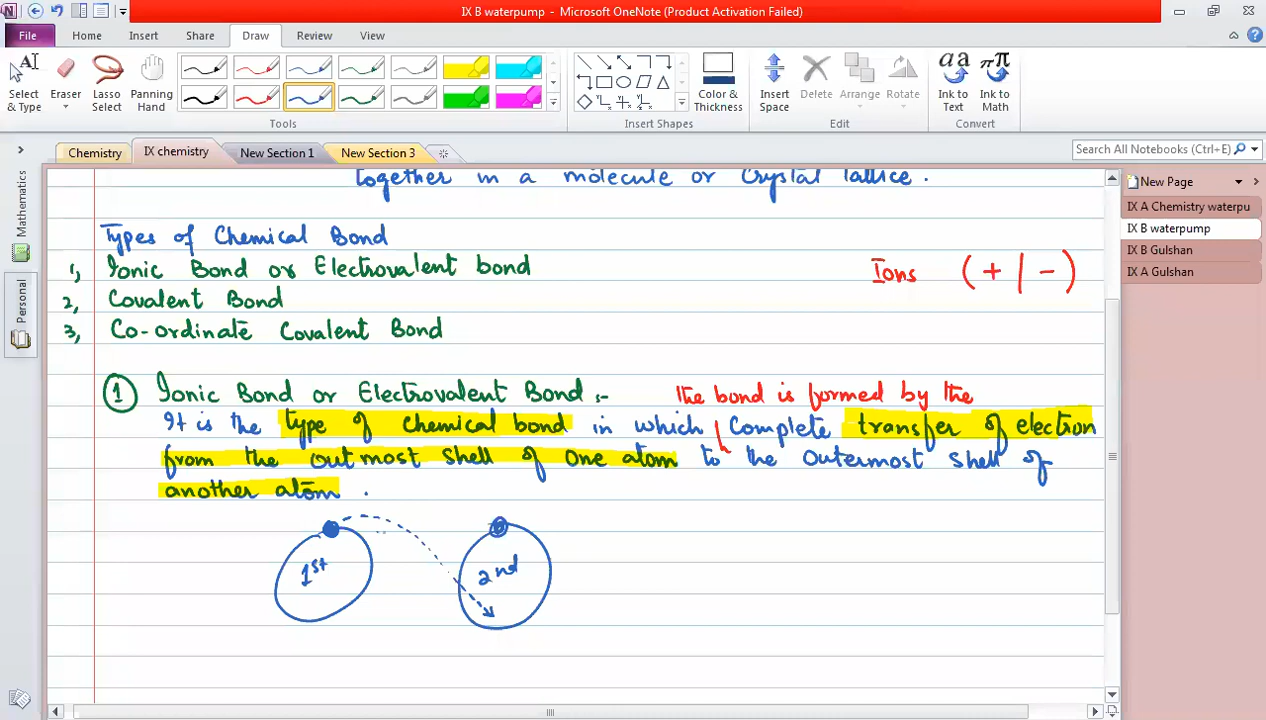 IX B waterpump - Microsoft OneNote (Product Activation Failed)
File Home Insert Share Draw Review View
Select & Type
Eraser
Lasso Select
Panning Hand
Color & Thickness
Insert Space
Delete
Arrange
Rotate
Ink to Text
Ink to Math
Tools Insert Shapes Edit Convert
Chemistry IX chemistry New Section 1 New Section 3
Search All Notebooks (Ctrl+E)
Mathematics
Personal
New Page
IX A Chemistry waterpu
IX B waterpump
IX B Gulshan
IX A Gulshan
together in a molecule or Crystal lattice.
Types of Chemical Bond
1, Ionic Bond or Electrovalent bond
Ions (+ | -)
2, Covalent Bond
3, Co-ordinate Covalent Bond
1 Ionic Bond or Electrovalent Bond :-
the bond is formed by the
It is the type of chemical bond in which Complete transfer of electron
from the outmost shell of one atom to the outermost shell of
another atom .
1st 2nd